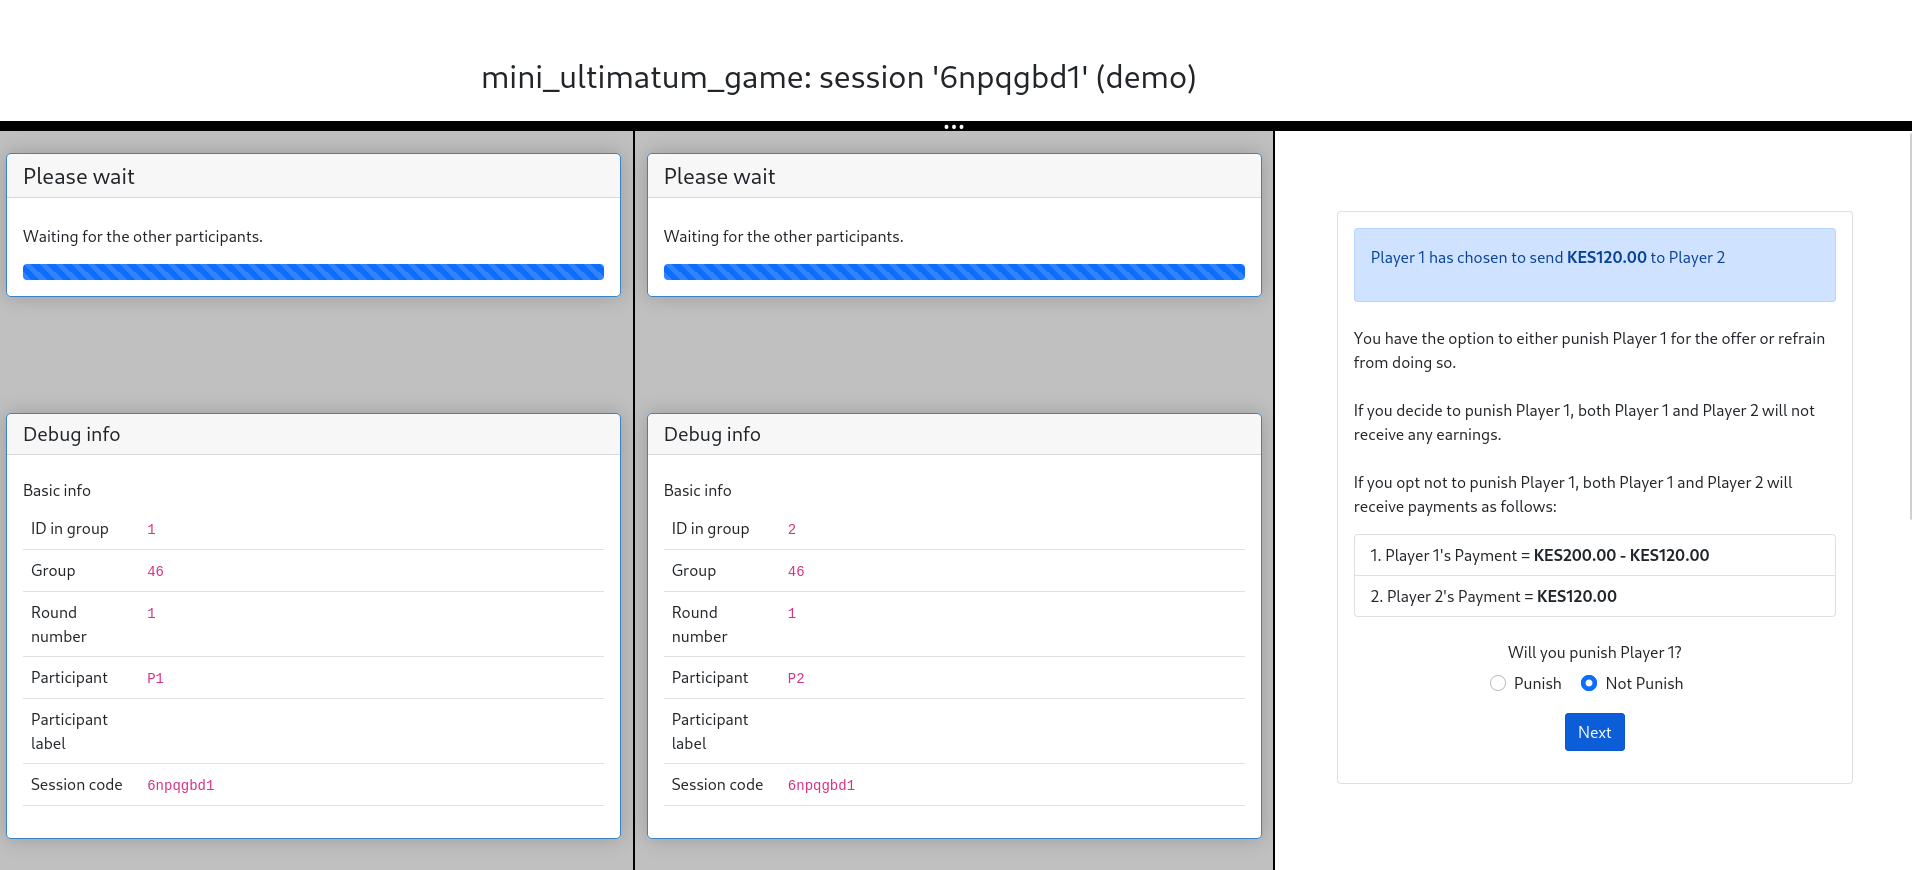 mini_ultimatum_game: session '6npqgbd1' (demo)
Please wait
Waiting for the other participants.
Debug info
Basic info
ID in group 1
Group 46
Round
number 1
Participant P1
Participant
label
Session code 6npqgbd1
Please wait
Waiting for the other participants.
Debug info
Basic info
ID in group 2
Group 46
Round
number 1
Participant P2
Participant
label
Session code 6npqgbd1
Player 1 has chosen to send KES120.00 to Player 2
You have the option to either punish Player 1 for the offer or refrain
from doing so.
If you decide to punish Player 1, both Player 1 and Player 2 will not
receive any earnings.
If you opt not to punish Player 1, both Player 1 and Player 2 will
receive payments as follows:
1. Player 1's Payment = KES200.00 - KES120.00
2. Player 2's Payment = KES120.00
Will you punish Player 1?
Punish Not Punish
Next